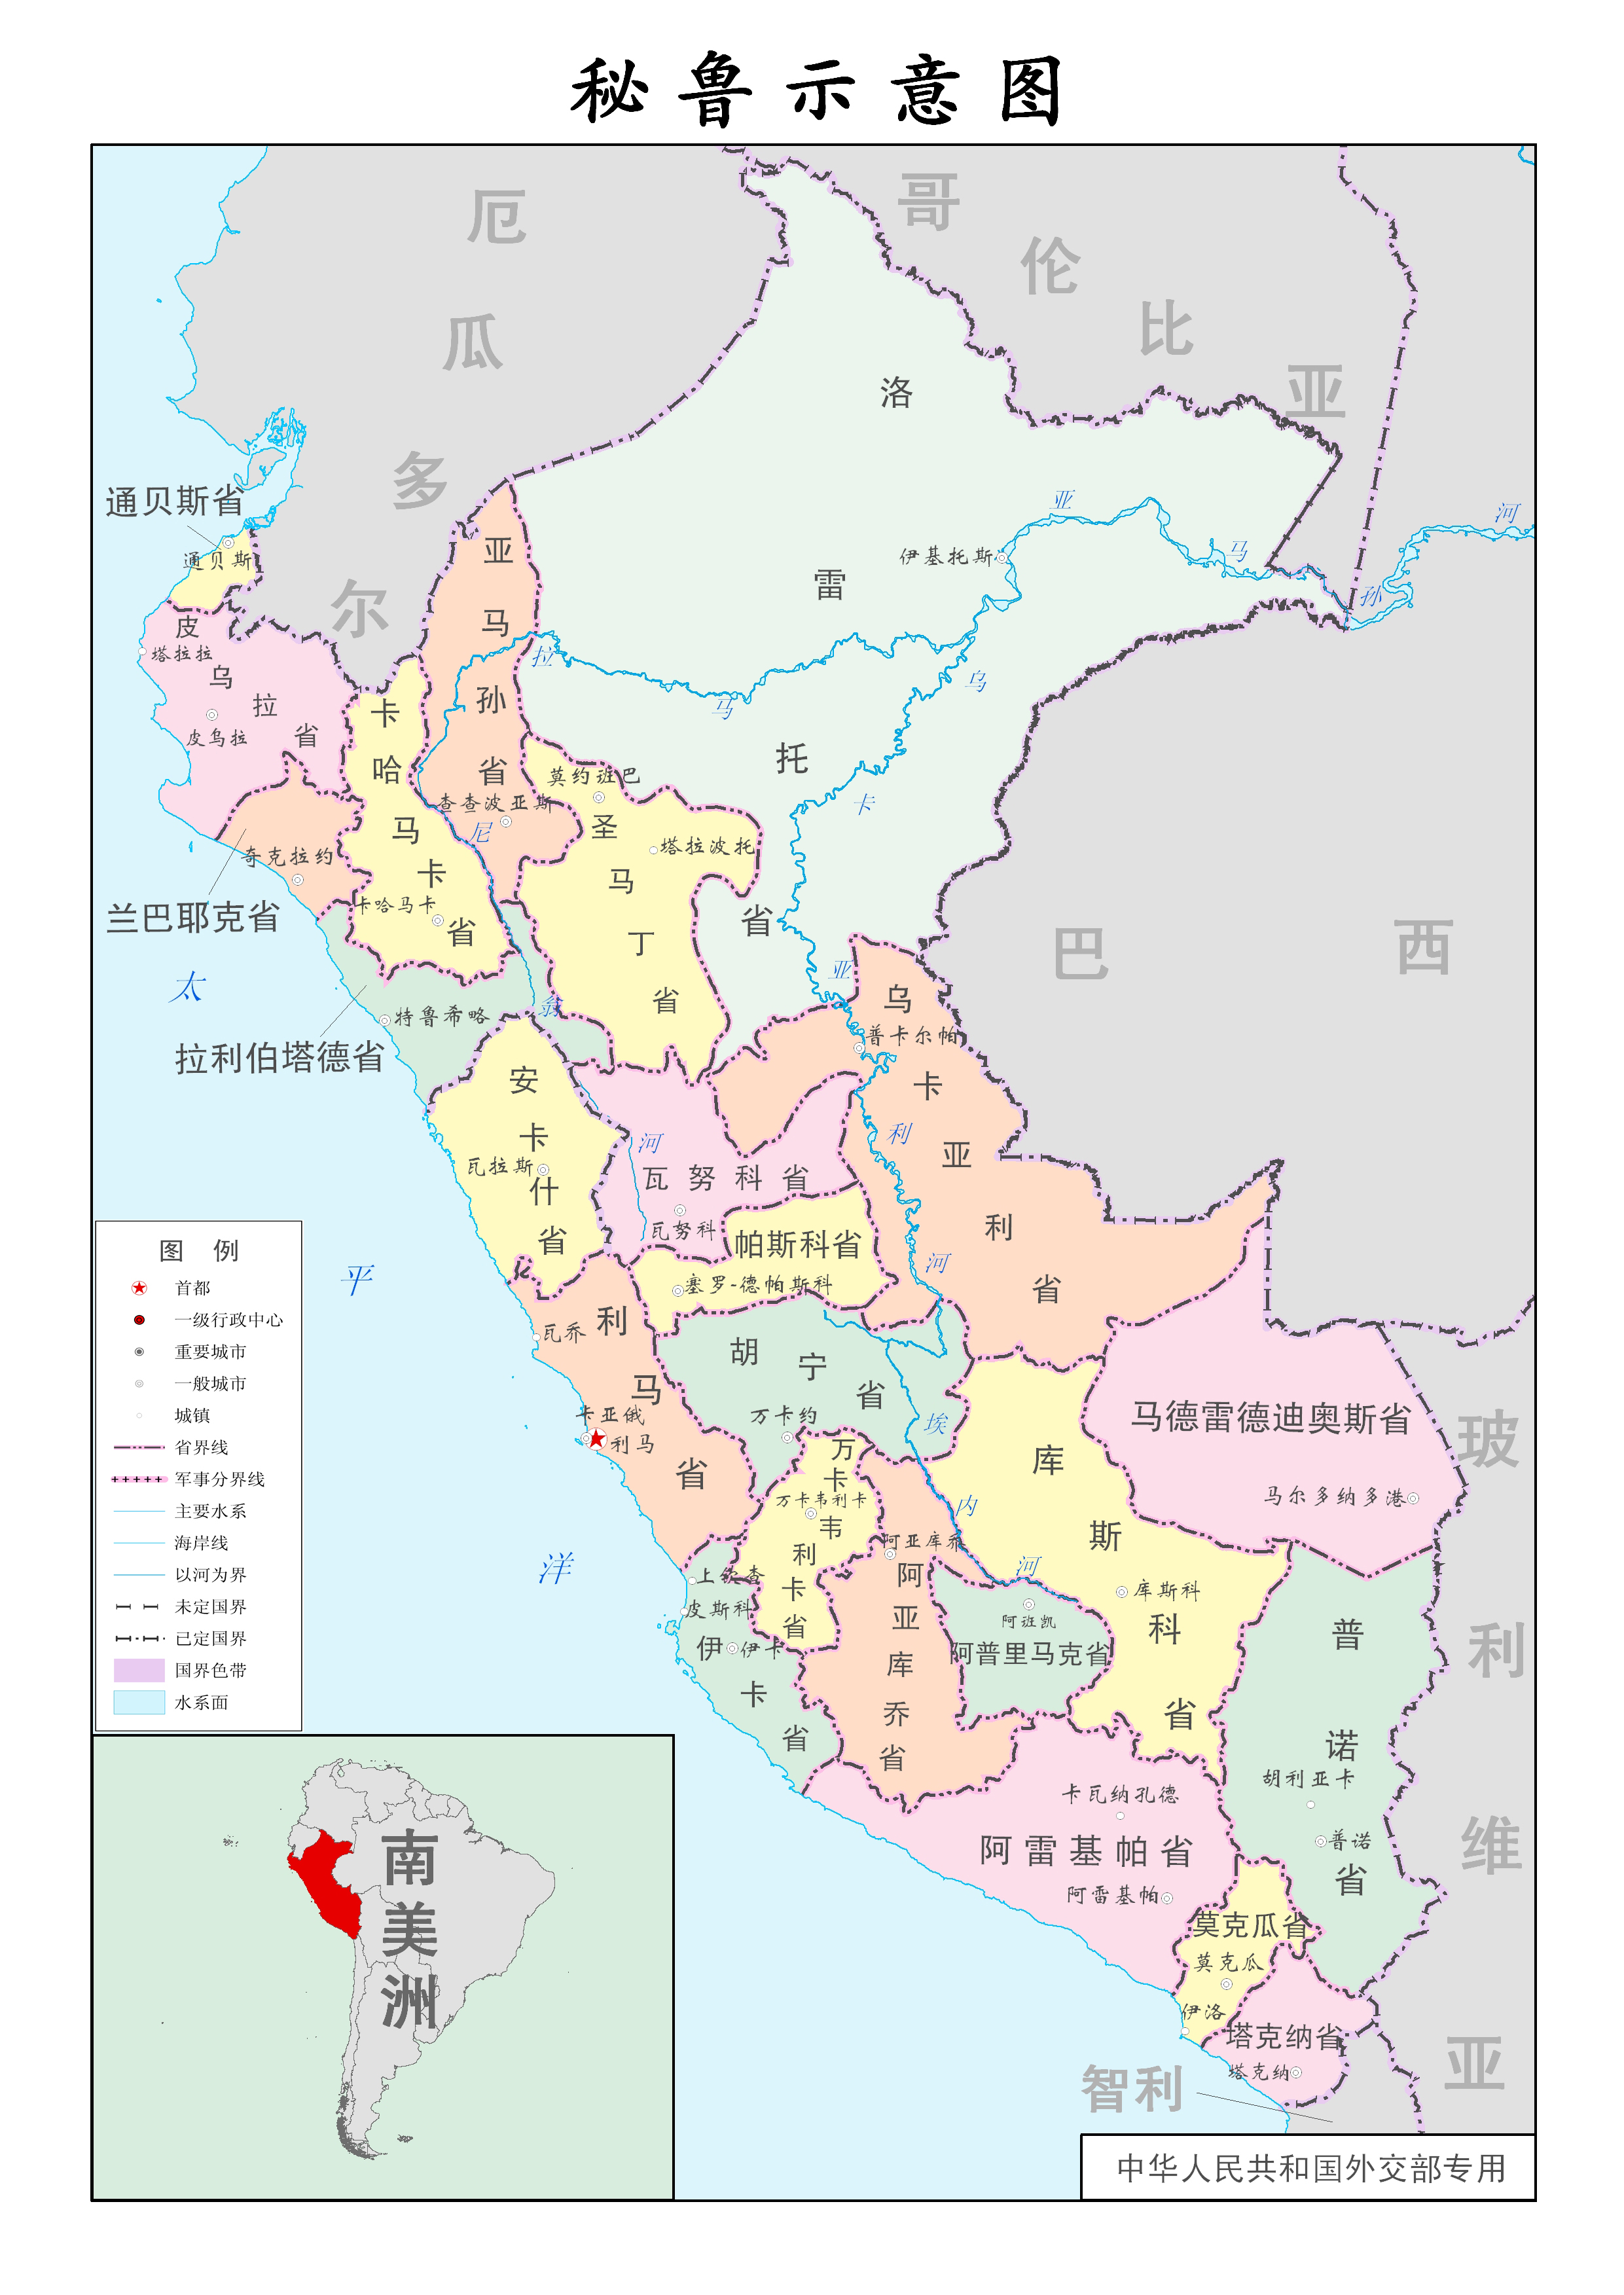 秘鲁示意图
厄瓜多尔
哥伦比亚
巴西
玻利维亚
智利
太平洋
洛雷托省
伊基托斯
亚马孙河
拉马
乌卡亚利河
通贝斯省
通贝斯
皮乌拉省
塔拉拉
皮乌拉
亚马孙省
查查波亚斯
尼翁河
卡哈马卡省
卡哈马卡
莫约班巴
圣马丁省
塔拉波托
奇克拉约
兰巴耶克省
特鲁希略
拉利伯塔德省
安卡什省
瓦拉斯
乌卡亚利省
普卡尔帕
瓦努科省
瓦努科
帕斯科省
塞罗-德帕斯科
利马省
瓦乔
卡亚俄
利马
胡宁省
万卡约
埃内河
万卡韦利卡省
万卡韦利卡
马德雷德迪奥斯省
马尔多纳多港
库斯科省
库斯科
阿亚库乔
阿亚库乔省
阿班凯
阿普里马克省
上钦查
皮斯科
伊卡
伊卡省
普诺省
胡利亚卡
普诺
卡瓦纳孔德
阿雷基帕省
阿雷基帕
莫克瓜省
莫克瓜
伊洛
塔克纳省
塔克纳
图 例
首都
一级行政中心
重要城市
一般城市
城镇
省界线
军事分界线
主要水系
海岸线
以河为界
未定国界
已定国界
国界色带
水系面
南美洲
中华人民共和国外交部专用